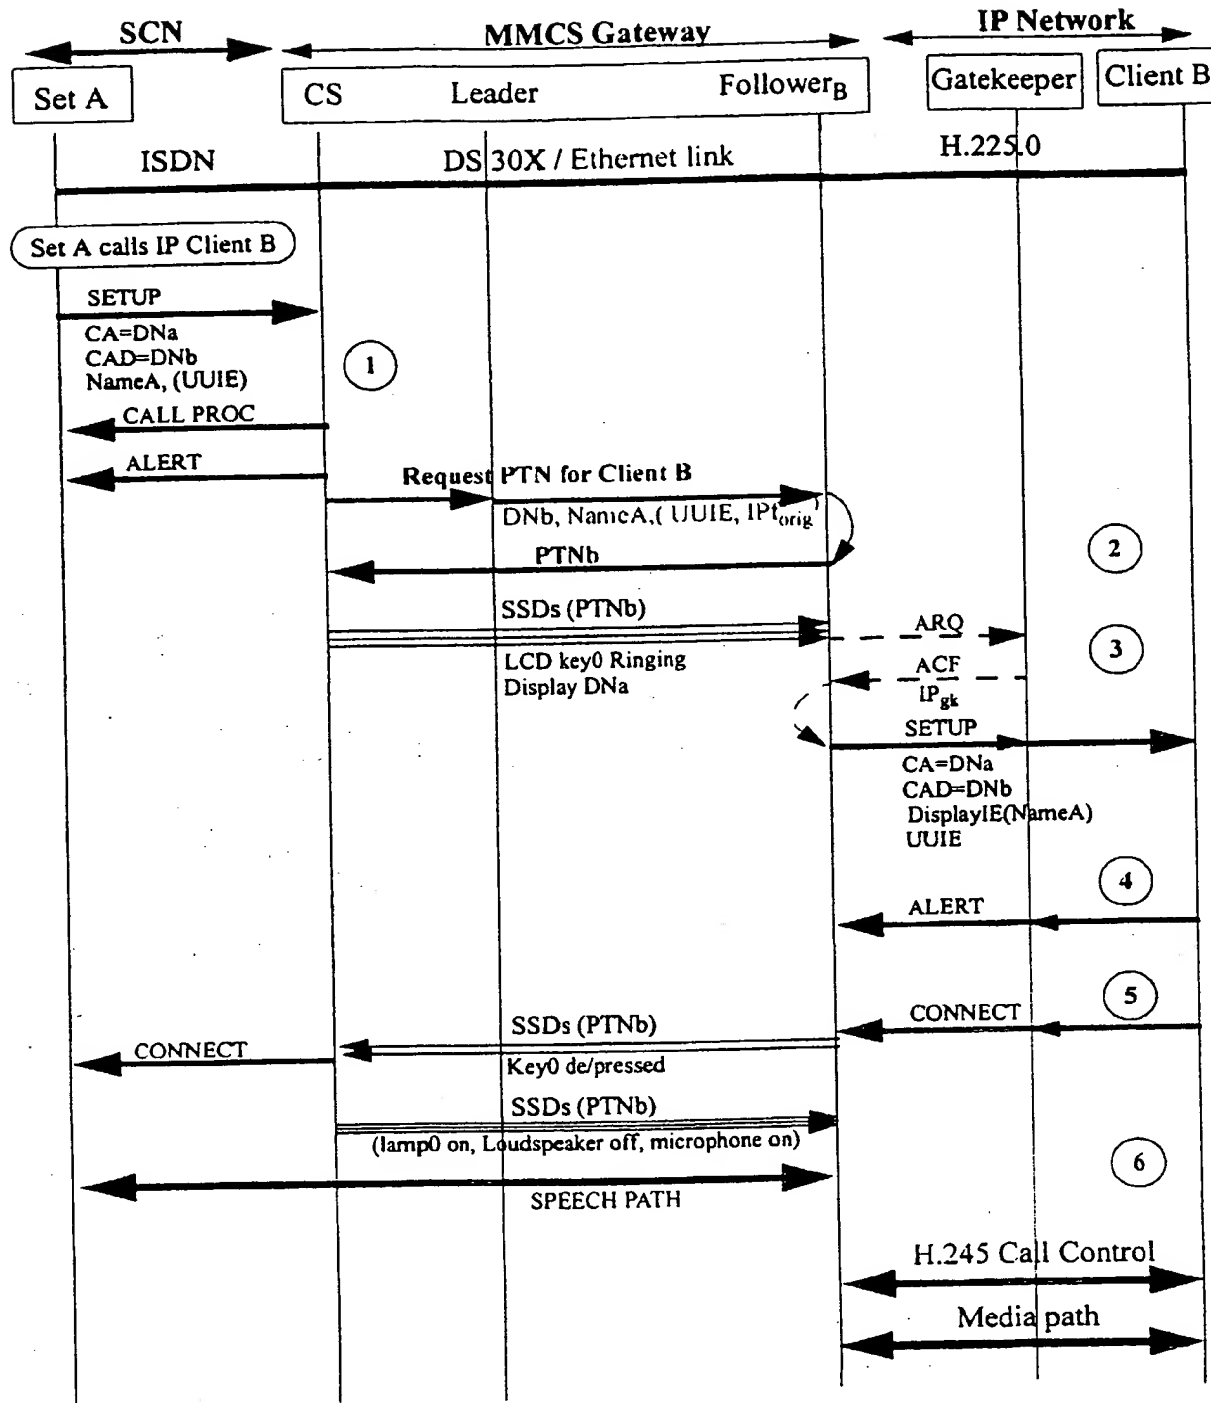 SCN
MMCS Gateway
IP Network
Set A
CS
Leader
FollowerB
Gatekeeper
Client B
ISDN
DS 30X / Ethernet link
H.225.0
Set A calls IP Client B
SETUP
CA=DNa
CAD=DNb
NameA, (UUIE)
1
CALL PROC
ALERT
Request PTN for Client B
DNb, NameA,( UUIE, IPtorig)
PTNb
2
SSDs (PTNb)
ARQ
LCD key0 Ringing
Display DNa
ACF
IPgk
3
SETUP
CA=DNa
CAD=DNb
DisplayIE(NameA)
UUIE
4
ALERT
5
CONNECT
SSDs (PTNb)
CONNECT
Key0 de/pressed
SSDs (PTNb)
(lamp0 on, Loudspeaker off, microphone on)
6
SPEECH PATH
H.245 Call Control
Media path